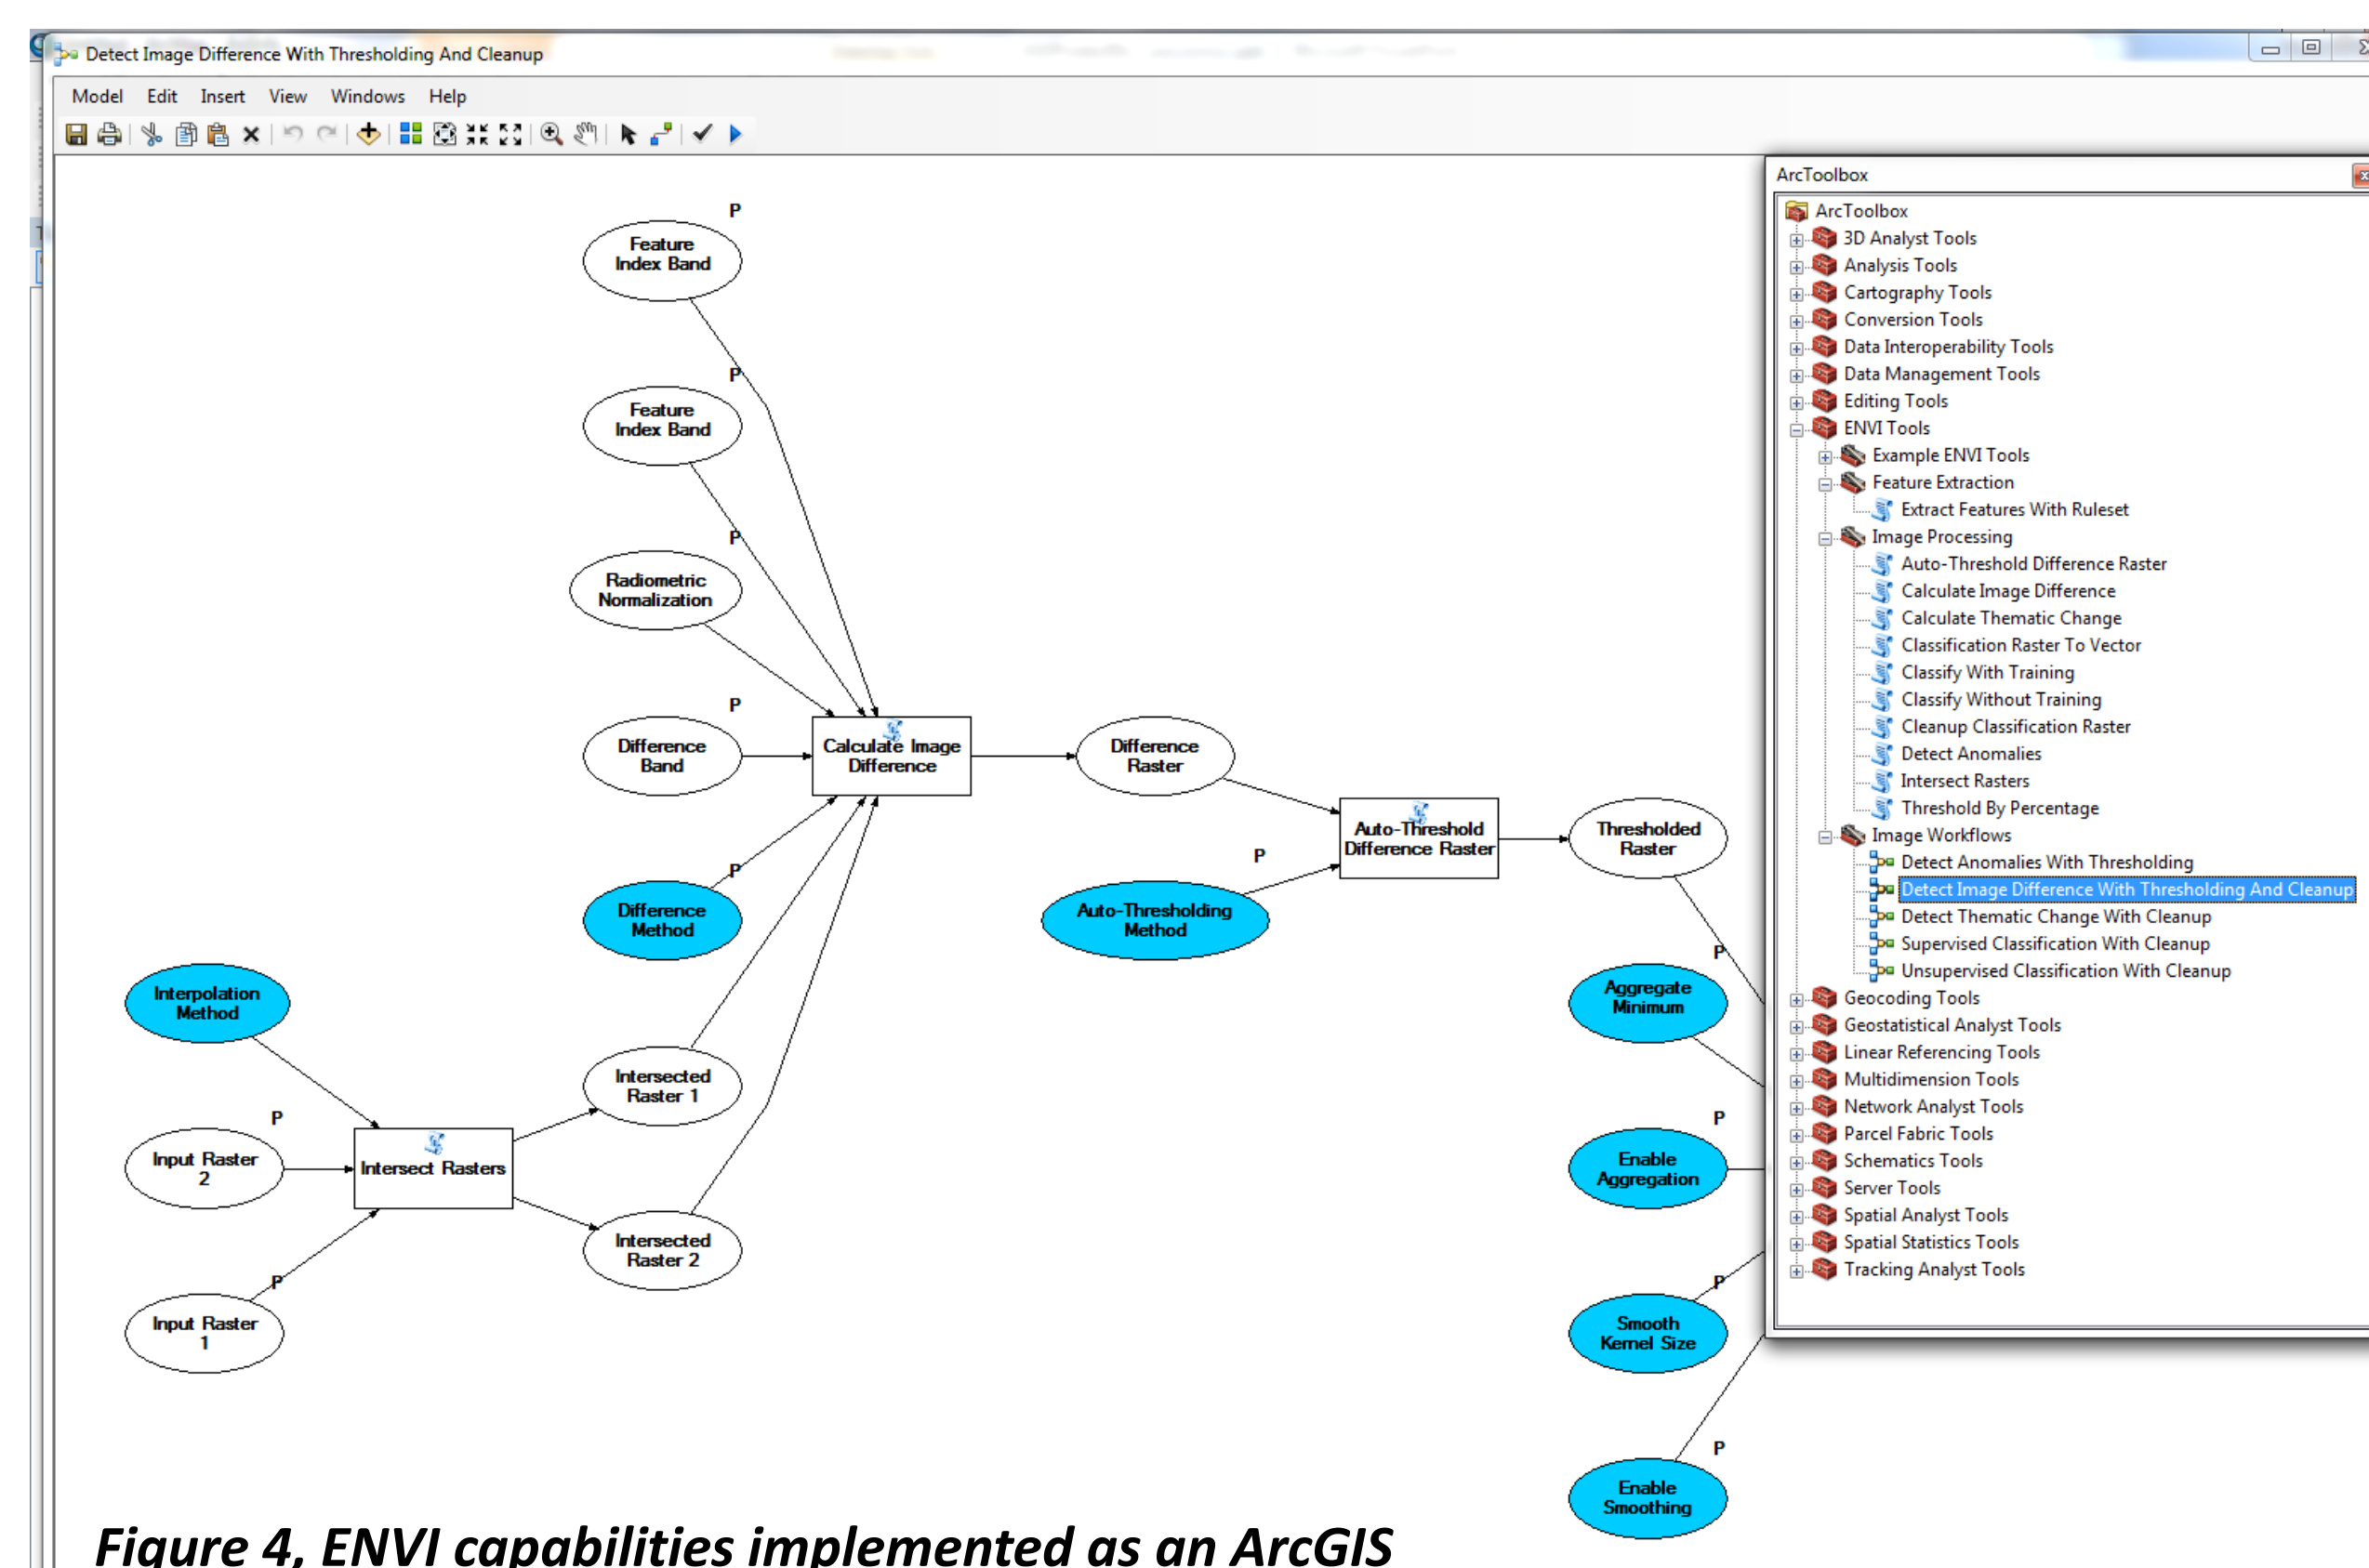 Detect Image Difference With Thresholding And Cleanup
Model Edit Insert View Windows Help
P
Feature
Index Band
P
Feature
Index Band
P
Radiometric
Normalization
P
Difference
Band
Calculate Image
Difference
Difference
Raster
P
Difference
Method
Auto-Threshold
Difference Raster
P
Auto-Thresholding
Method
Thresholded
Raster
Interpolation
Method
P
Aggregate
Minimum
Intersected
Raster 1
P
Input Raster
2
Intersect Rasters
P
Enable
Aggregation
Intersected
Raster 2
P
Input Raster
1
P
Smooth
Kernel Size
P
Enable
Smoothing
ArcToolbox
ArcToolbox
3D Analyst Tools
Analysis Tools
Cartography Tools
Conversion Tools
Data Interoperability Tools
Data Management Tools
Editing Tools
ENVI Tools
Example ENVI Tools
Feature Extraction
Extract Features With Ruleset
Image Processing
Auto-Threshold Difference Raster
Calculate Image Difference
Calculate Thematic Change
Classification Raster To Vector
Classify With Training
Classify Without Training
Cleanup Classification Raster
Detect Anomalies
Intersect Rasters
Threshold By Percentage
Image Workflows
Detect Anomalies With Thresholding
Detect Image Difference With Thresholding And Cleanup
Detect Thematic Change With Cleanup
Supervised Classification With Cleanup
Unsupervised Classification With Cleanup
Geocoding Tools
Geostatistical Analyst Tools
Linear Referencing Tools
Multidimension Tools
Network Analyst Tools
Parcel Fabric Tools
Schematics Tools
Server Tools
Spatial Analyst Tools
Spatial Statistics Tools
Tracking Analyst Tools
Figure 4, ENVI capabilities implemented as an ArcGIS